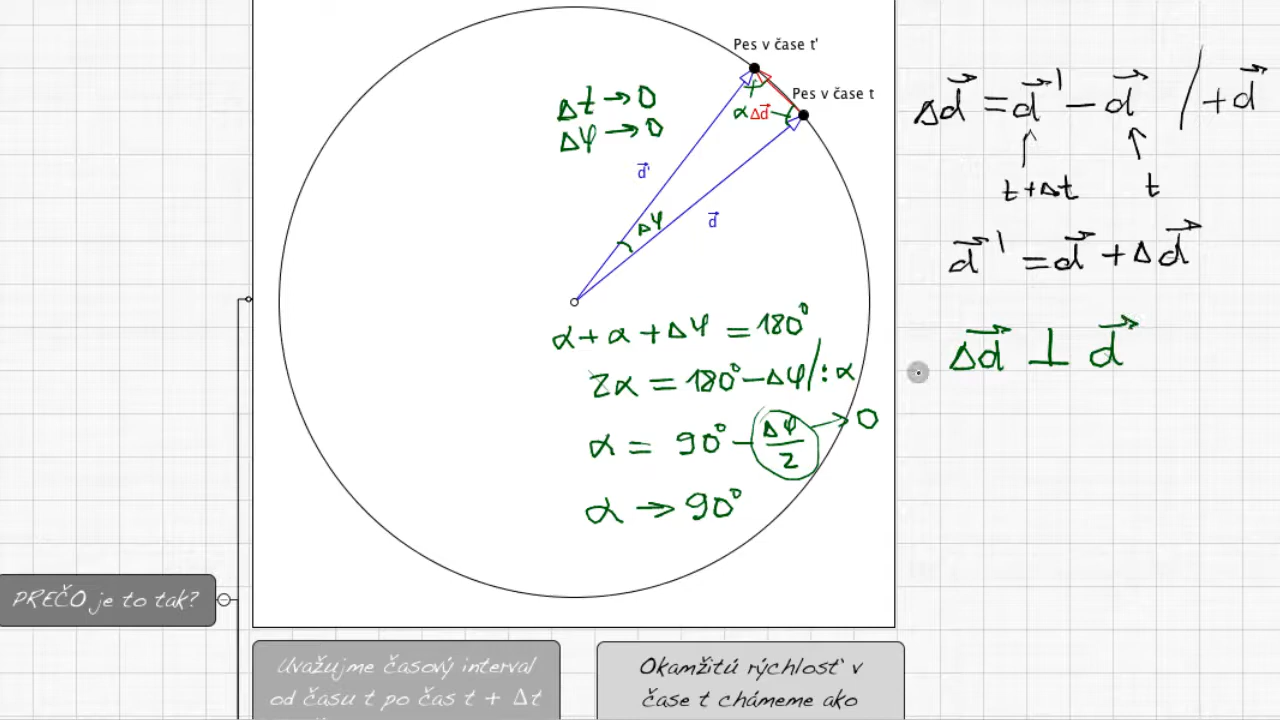 Pes v čase t'
Pes v čase t
Δt → 0
Δφ → 0
α Δd⃗
d⃗'
d⃗
Δφ
α + α + Δφ = 180°
2α = 180° - Δφ / : α
α = 90° - Δφ/2 → 0
α → 90°
Δd⃗ = d⃗' - d⃗ / + d⃗
t + Δt t
d⃗' = d⃗ + Δd⃗
Δd⃗ ⊥ d⃗
PREČO je to tak?
Uvažujme časový interval
od času t po čas t + Δt
Okamžitú rýchlosť v
čase t chámeme ako